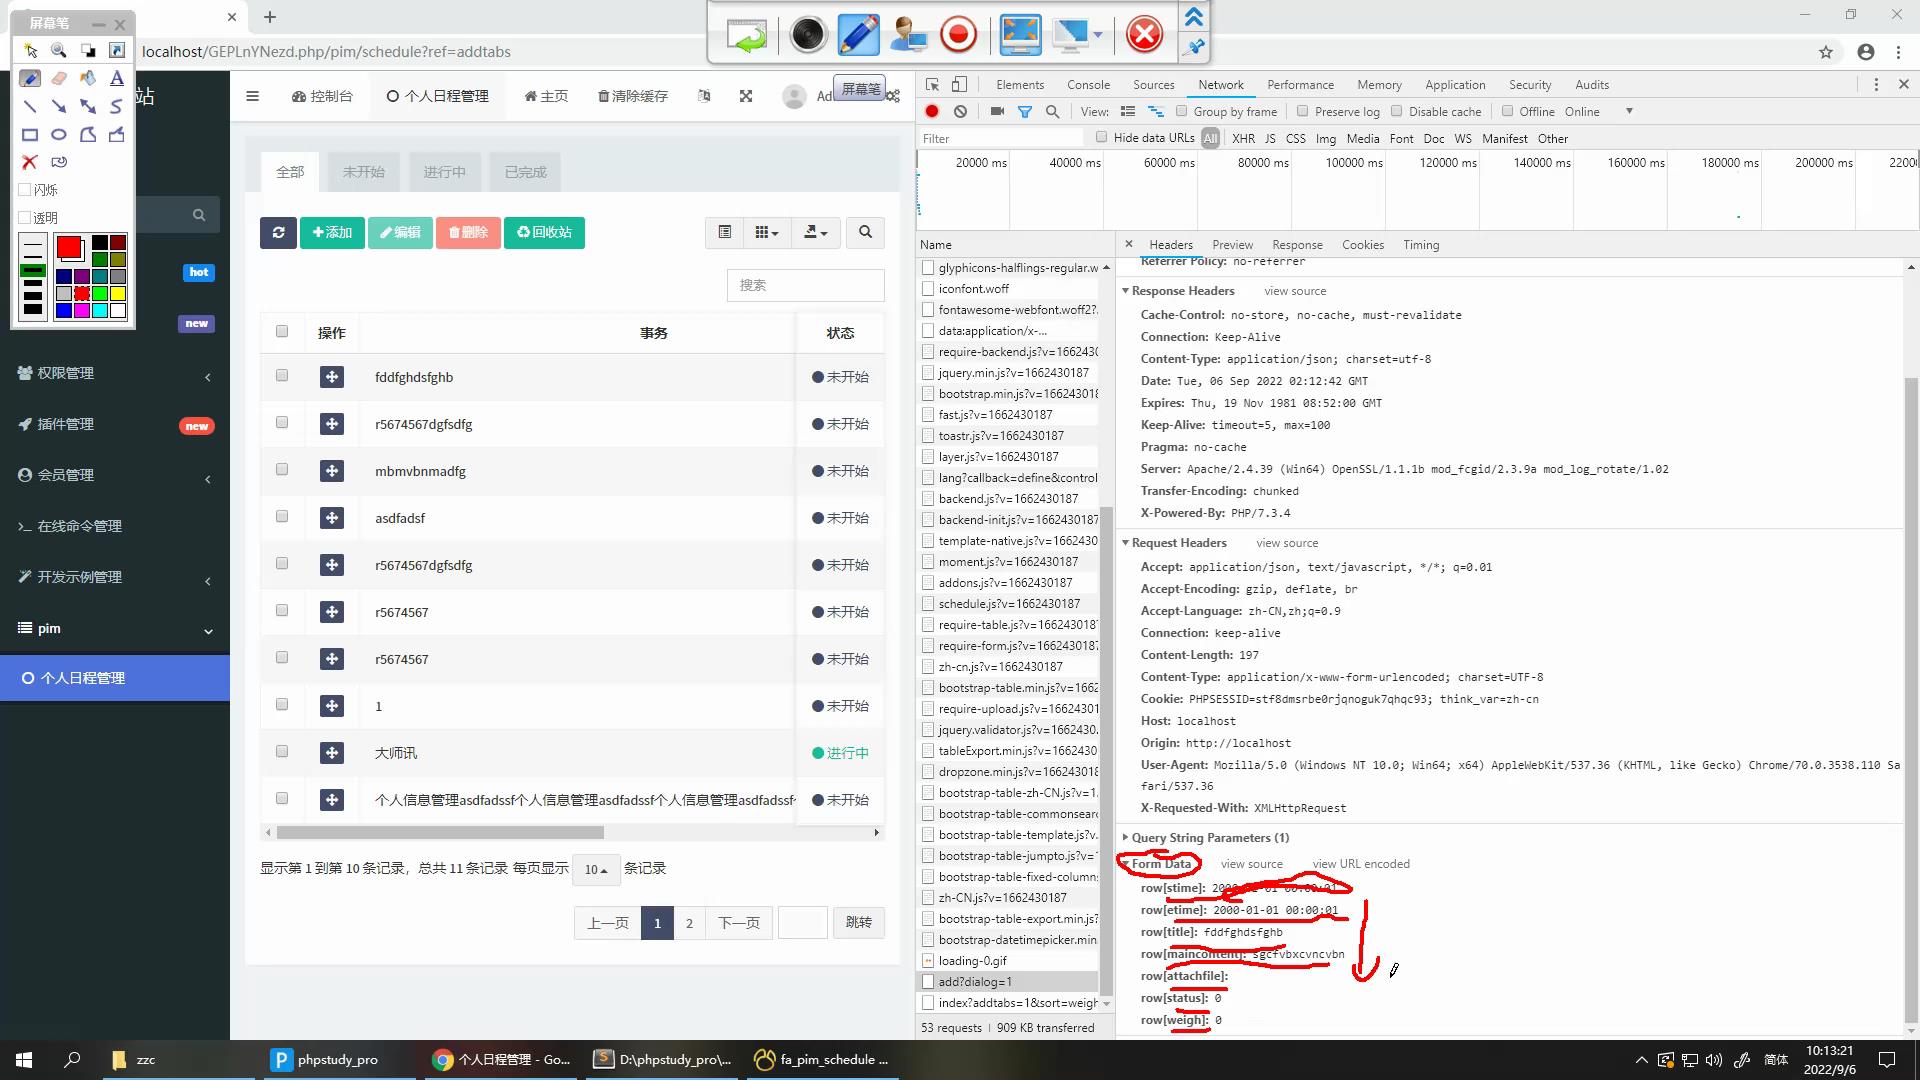 屏幕笔
localhost/GEPLnYNezd.php/pim/schedule?ref=addtabs
站
闪烁
透明
hot
new
权限管理
插件管理 new
会员管理
在线命令管理
开发示例管理
pim
个人日程管理
控制台
个人日程管理
主页
清除缓存
屏幕笔
全部
未开始
进行中
已完成
添加
编辑
删除
回收站
搜索
操作 事务 状态
fddfghdsfghb 未开始
r5674567dgfsdfg 未开始
mbmvbnmadfg 未开始
asdfadsf 未开始
r5674567dgfsdfg 未开始
r5674567 未开始
r5674567 未开始
1 未开始
大师讯 进行中
个人信息管理asdfadssf个人信息管理asdfadssf个人信息管理asdfadssf 未开始
显示第 1 到第 10 条记录，总共 11 条记录 每页显示 10 条记录
上一页 1 2 下一页 跳转
Elements Console Sources Network Performance Memory Application Security Audits
View: Group by frame Preserve log Disable cache Offline Online
Filter Hide data URLs All XHR JS CSS Img Media Font Doc WS Manifest Other
20000 ms 40000 ms 60000 ms 80000 ms 100000 ms 120000 ms 140000 ms 160000 ms 180000 ms 200000 ms 2200
Name
glyphicons-halflings-regular.w
iconfont.woff
fontawesome-webfont.woff2?
data:application/x-...
require-backend.js?v=1662430
jquery.min.js?v=1662430187
bootstrap.min.js?v=166243018
fast.js?v=1662430187
toastr.js?v=1662430187
layer.js?v=1662430187
lang?callback=define&control
backend.js?v=1662430187
backend-init.js?v=1662430187
template-native.js?v=1662430
moment.js?v=1662430187
addons.js?v=1662430187
schedule.js?v=1662430187
require-table.js?v=166243018
require-form.js?v=1662430187
zh-cn.js?v=1662430187
bootstrap-table.min.js?v=1662
require-upload.js?v=1662430
jquery.validator.js?v=1662430
tableExport.min.js?v=1662430
dropzone.min.js?v=166243018
bootstrap-table-zh-CN.js?v=1
bootstrap-table-commonsear
bootstrap-table-template.js?v
bootstrap-table-jumpto.js?v=
bootstrap-table-fixed-column
zh-CN.js?v=1662430187
bootstrap-table-export.min.js?
bootstrap-datetimepicker.min
loading-0.gif
add?dialog=1
index?addtabs=1&sort=weigh
53 requests | 909 KB transferred
Headers Preview Response Cookies Timing
Referrer Policy: no-referrer
Response Headers view source
Cache-Control: no-store, no-cache, must-revalidate
Connection: Keep-Alive
Content-Type: application/json; charset=utf-8
Date: Tue, 06 Sep 2022 02:12:42 GMT
Expires: Thu, 19 Nov 1981 08:52:00 GMT
Keep-Alive: timeout=5, max=100
Pragma: no-cache
Server: Apache/2.4.39 (Win64) OpenSSL/1.1.1b mod_fcgid/2.3.9a mod_log_rotate/1.02
Transfer-Encoding: chunked
X-Powered-By: PHP/7.3.4
Request Headers view source
Accept: application/json, text/javascript, */*; q=0.01
Accept-Encoding: gzip, deflate, br
Accept-Language: zh-CN,zh;q=0.9
Connection: keep-alive
Content-Length: 197
Content-Type: application/x-www-form-urlencoded; charset=UTF-8
Cookie: PHPSESSID=stf8dmsrbe0rjqnoguk7qhqc93; think_var=zh-cn
Host: localhost
Origin: http://localhost
User-Agent: Mozilla/5.0 (Windows NT 10.0; Win64; x64) AppleWebKit/537.36 (KHTML, like Gecko) Chrome/70.0.3538.110 Sa
fari/537.36
X-Requested-With: XMLHttpRequest
Query String Parameters (1)
Form Data view source view URL encoded
row[stime]: 2000-01-01 00:00:01
row[etime]: 2000-01-01 00:00:01
row[title]: fddfghdsfghb
row[maincontent]: sgcfvbxcvncvbn
row[attachfile]:
row[status]: 0
row[weigh]: 0
zzc
phpstudy_pro
个人日程管理 - Go...
D:\phpstudy_pro\...
fa_pim_schedule ...
简体
10:13:21
2022/9/6